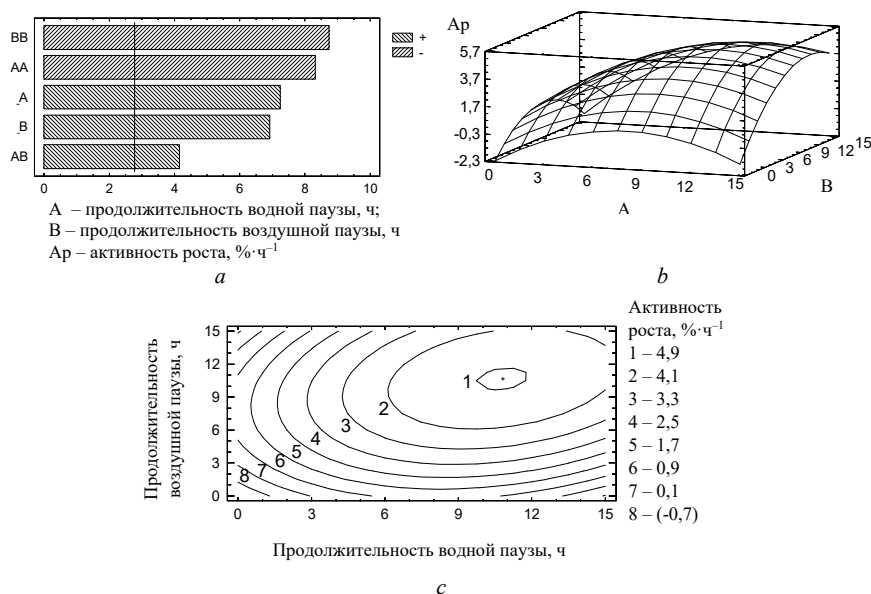 BB
AA
A
B
AB
+
-
0 2 4 6 8 10
A – продолжительность водной паузы, ч;
B – продолжительность воздушной паузы, ч
Ap – активность роста, %·ч⁻¹
a
Ap
5,7
3,7
1,7
-0,3
-2,3
0 3 6 9 12 15
A
0 3 6 9 12 15
B
b
Продолжительность
воздушной паузы, ч
15
12
9
6
3
0
0 3 6 9 12 15
1
2
3
4
5
6
7
8
Продолжительность водной паузы, ч
Активность
роста, %·ч⁻¹
1 – 4,9
2 – 4,1
3 – 3,3
4 – 2,5
5 – 1,7
6 – 0,9
7 – 0,1
8 – (-0,7)
c